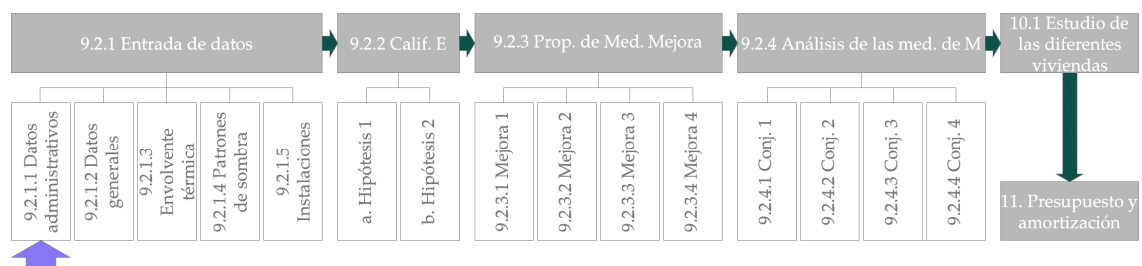 9.2.1 Entrada de datos
9.2.2 Calif. E
9.2.3 Prop. de Med. Mejora
9.2.4 Análisis de las med. de M
10.1 Estudio de
las diferentes
viviendas
9.2.1.1 Datos
administrativos
9.2.1.2 Datos
generales
9.2.1.3
Envolvente
térmica
9.2.1.4 Patrones
de sombra
9.2.1.5
Instalaciones
a. Hipótesis 1
b. Hipótesis 2
9.2.3.1 Mejora 1
9.2.3.2 Mejora 2
9.2.3.3 Mejora 3
9.2.3.4 Mejora 4
9.2.4.1 Conj. 1
9.2.4.2 Conj. 2
9.2.4.3 Conj. 3
9.2.4.4 Conj. 4
11. Presupuesto y
amortización